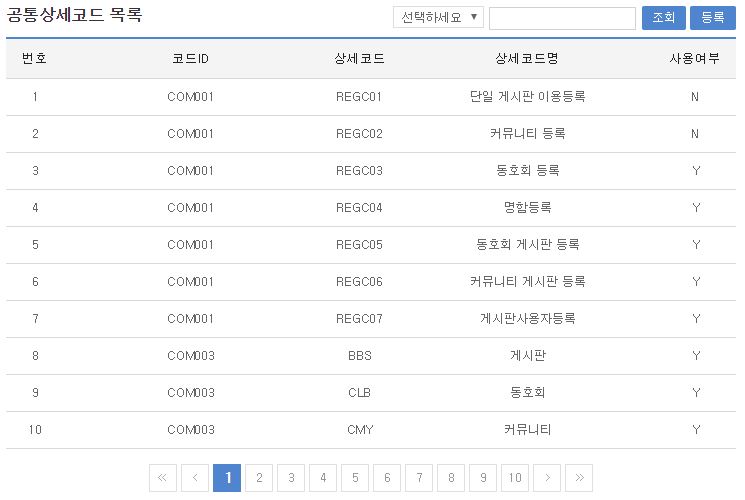 공통상세코드 목록 선택하세요 ▼ 조회 등록
번호 코드ID 상세코드 상세코드명 사용여부
1 COM001 REGC01 단일 게시판 이용등록 N
2 COM001 REGC02 커뮤니티 등록 N
3 COM001 REGC03 동호회 등록 Y
4 COM001 REGC04 명함등록 Y
5 COM001 REGC05 동호회 게시판 등록 Y
6 COM001 REGC06 커뮤니티 게시판 등록 Y
7 COM001 REGC07 게시판사용자등록 Y
8 COM003 BBS 게시판 Y
9 COM003 CLB 동호회 Y
10 COM003 CMY 커뮤니티 Y
« ‹ 1 2 3 4 5 6 7 8 9 10 › »